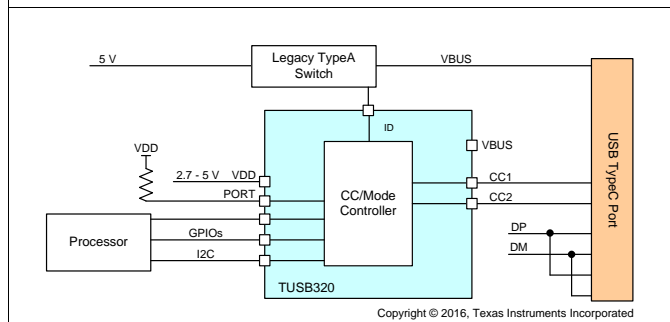 Legacy TypeA
Switch
5 V
VBUS
ID
VDD
VBUS
2.7 - 5 V VDD
PORT
CC/Mode
Controller
CC1
CC2
USB TypeC Port
Processor
GPIOs
I2C
DP
DM
TUSB320
Copyright © 2016, Texas Instruments Incorporated